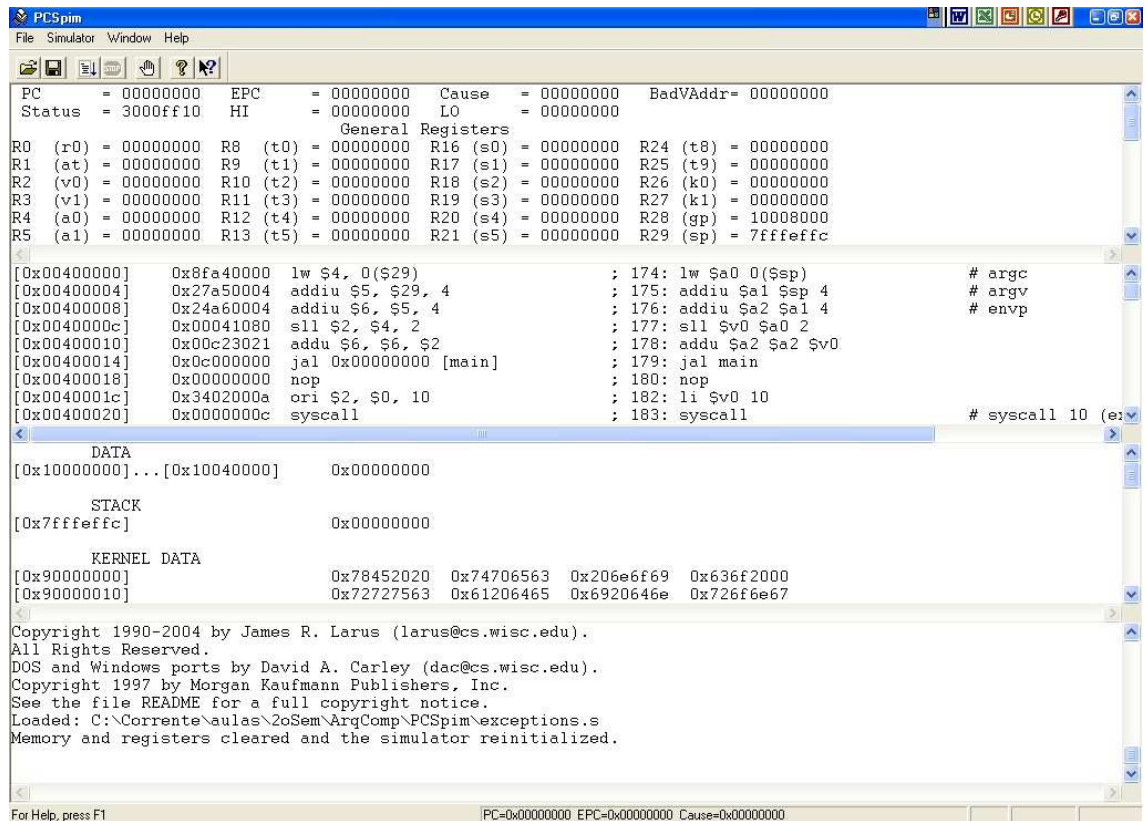 PCSpim
File Simulator Window Help
PC = 00000000 EPC = 00000000 Cause = 00000000 BadVAddr= 00000000
Status = 3000ff10 HI = 00000000 LO = 00000000
General Registers
R0 (r0) = 00000000 R8 (t0) = 00000000 R16 (s0) = 00000000 R24 (t8) = 00000000
R1 (at) = 00000000 R9 (t1) = 00000000 R17 (s1) = 00000000 R25 (t9) = 00000000
R2 (v0) = 00000000 R10 (t2) = 00000000 R18 (s2) = 00000000 R26 (k0) = 00000000
R3 (v1) = 00000000 R11 (t3) = 00000000 R19 (s3) = 00000000 R27 (k1) = 00000000
R4 (a0) = 00000000 R12 (t4) = 00000000 R20 (s4) = 00000000 R28 (gp) = 10008000
R5 (a1) = 00000000 R13 (t5) = 00000000 R21 (s5) = 00000000 R29 (sp) = 7fffeffc
[0x00400000] 0x8fa40000 lw $4, 0($29) ; 174: lw $a0 0($sp) # argc
[0x00400004] 0x27a50004 addiu $5, $29, 4 ; 175: addiu $a1 $sp 4 # argv
[0x00400008] 0x24a60004 addiu $6, $5, 4 ; 176: addiu $a2 $a1 4 # envp
[0x0040000c] 0x00041080 sll $2, $4, 2 ; 177: sll $v0 $a0 2
[0x00400010] 0x00c23021 addu $6, $6, $2 ; 178: addu $a2 $a2 $v0
[0x00400014] 0x0c000000 jal 0x00000000 [main] ; 179: jal main
[0x00400018] 0x00000000 nop ; 180: nop
[0x0040001c] 0x3402000a ori $2, $0, 10 ; 182: li $v0 10
[0x00400020] 0x0000000c syscall ; 183: syscall # syscall 10 (ex
DATA
[0x10000000]...[0x10040000] 0x00000000
STACK
[0x7fffeffc] 0x00000000
KERNEL DATA
[0x90000000] 0x78452020 0x74706563 0x206e6f69 0x636f2000
[0x90000010] 0x72727563 0x61206465 0x6920646e 0x726f6e67
Copyright 1990-2004 by James R. Larus (larus@cs.wisc.edu).
All Rights Reserved.
DOS and Windows ports by David A. Carley (dac@cs.wisc.edu).
Copyright 1997 by Morgan Kaufmann Publishers, Inc.
See the file README for a full copyright notice.
Loaded: C:\Corrente\aulas\2oSem\ArqComp\PCSpim\exceptions.s
Memory and registers cleared and the simulator reinitialized.
For Help, press F1 PC=0x00000000 EPC=0x00000000 Cause=0x00000000